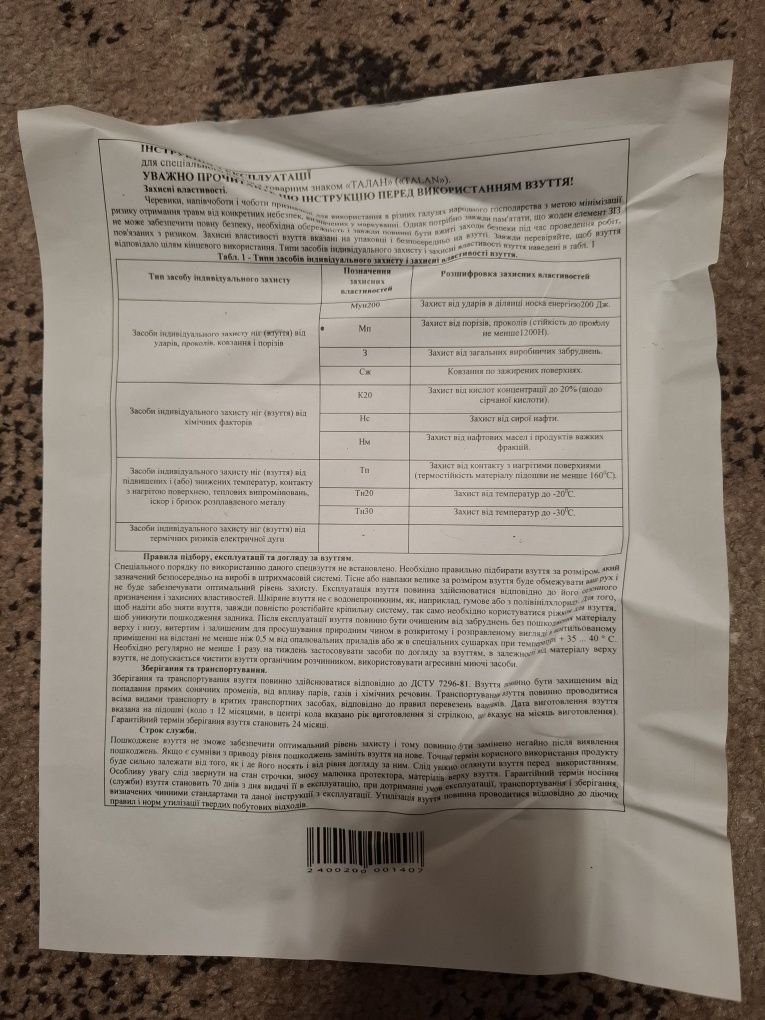 для спеціаль
товарним знаком «ТАЛАН» («TALAN»).
УВАЖНО ПРОЧИТ ІНСТРУКЦІЮ ПЕРЕД ВИКОРИСТАННЯМ ВЗУТТЯ!
Захисні властивості.
Черевики, напівчоботи і чоботи призначені для використання в різних галузях народного господарства з метою мінімізації
ризику отримання травм від конкретних небезпек, визначених у маркуванні. Однак потрібно завжди пам'ятати, що жоден елемент ЗІЗ
не може забезпечити повну безпеку, необхідна обережність і завжди повинні бути вжиті заходи безпеки під час проведення робіт,
пов'язаних з ризиком. Захисні властивості взуття вказані на упаковці і безпосередньо на взутті. Завжди перевіряйте, щоб взуття
відповідало цілям кінцевого використання. Типи засобів індивідуального захисту і захисні властивості взуття наведені в табл. 1
Табл. 1 - Типи засобів індивідуального захисту і захисні властивості взуття.
Тип засобу індивідуального захисту
Позначення
захисних
властивостей
Розшифровка захисних властивостей
Засоби індивідуального захисту ніг (взуття) від
ударів, проколів, ковзання і порізів
Мун200
Захист від ударів в ділянці носка енергією200 Дж.
Мп
Захист від порізів, проколів (стійкість до проколу
не менше1200Н).
З
Захист від загальних виробничих забруднень.
Сж
Ковзання по зажирених поверхнях.
Засоби індивідуального захисту ніг (взуття) від
хімічних факторів
К20
Захист від кислот концентрації до 20% (щодо
сірчаної кислоти).
Нс
Захист від сирої нафти.
Нм
Захист від нафтових масел і продуктів важких
фракцій.
Засоби індивідуального захисту ніг (взуття) від
підвищених і (або) знижених температур, контакту
з нагрітою поверхнею, теплових випромінювань,
іскор і бризок розплавленого металу
Тп
Захист від контакту з нагрітими поверхнями
(термостійкість матеріалу підошви не менше 160⁰С).
Тн20
Захист від температур до -20⁰С.
Тн30
Захист від температур до -30⁰С.
Засоби індивідуального захисту ніг (взуття) від
термічних ризиків електричної дуги
-
-
Правила підбору, експлуатації та догляду за взуттям.
Спеціального порядку по використанню даного спецвзуття не встановлено. Необхідно правильно підбирати взуття за розміром, який
зазначений безпосередньо на виробі в штрихмасовій системі. Тісне або навпаки велике за розміром взуття буде обмежувати ваш рух і
не буде забезпечувати оптимальний рівень захисту. Експлуатація взуття повинна здійснюватися відповідно до його сезонного
призначення і захисних властивостей. Шкіряне взуття не є водонепроникним, як, наприклад, гумове або з полівінілхлориду. Для того,
щоб надіти або зняти взуття, завжди повністю розстібайте кріпильну систему, так само необхідно користуватися ріжком для взуття,
щоб уникнути пошкодження задника. Після експлуатації взуття повинно бути очищеним від забруднень без пошкоджень матеріалу
верху і низу, витертим і залишеним для просушування природним чином в розкритому і розправленому вигляді в вентильованому
приміщенні на відстані не менше ніж 0,5 м від опалювальних приладів або ж в спеціальних сушарках при температурі + 35 ... 40 ° С.
Необхідно регулярно не менше 1 разу на тиждень застосовувати засоби по догляду за взуттям, в залежності від матеріалу верху
взуття, не допускається чистити взуття органічним розчинником, використовувати агресивні миючі засоби.
Зберігання та транспортування.
Зберігання та транспортування взуття повинно здійснюватися відповідно до ДСТУ 7296-81. Взуття повинно бути захищеним від
попадання прямих сонячних променів, від впливу парів, газів і хімічних речовин. Транспортування взуття повинно проводитися
всіма видами транспорту в критих транспортних засобах, відповідно до правил перевезень вантажів. Дата виготовлення взуття
вказана на підошві (коло з 12 місяцями, в центрі кола вказано рік виготовлення зі стрілкою, що вказує на місяць виготовлення).
Гарантійний термін зберігання взуття становить 24 місяці.
Строк служби.
Пошкоджене взуття не зможе забезпечити оптимальний рівень захисту і тому повинно бути замінено негайно після виявлення
пошкоджень. Якщо є сумніви з приводу рівня пошкоджень замініть взуття на нове. Точний термін корисного використання продукту
буде сильно залежати від того, як і де його носять і від рівня догляду за ним. Слід уважно оглянути взуття перед використанням.
Особливу увагу слід звернути на стан строчки, зносу малюнка протектора, матеріалів верху взуття. Гарантійний термін носіння
(служби) взуття становить 70 днів з дня видачі її в експлуатацію, при дотриманні умов експлуатації, транспортування і зберігання,
визначених чинними стандартами та даної інструкції з експлуатації. Утилізація взуття повинна проводитися відповідно до діючих
правил і норм утилізації твердих побутових відходів.
2400200 001407